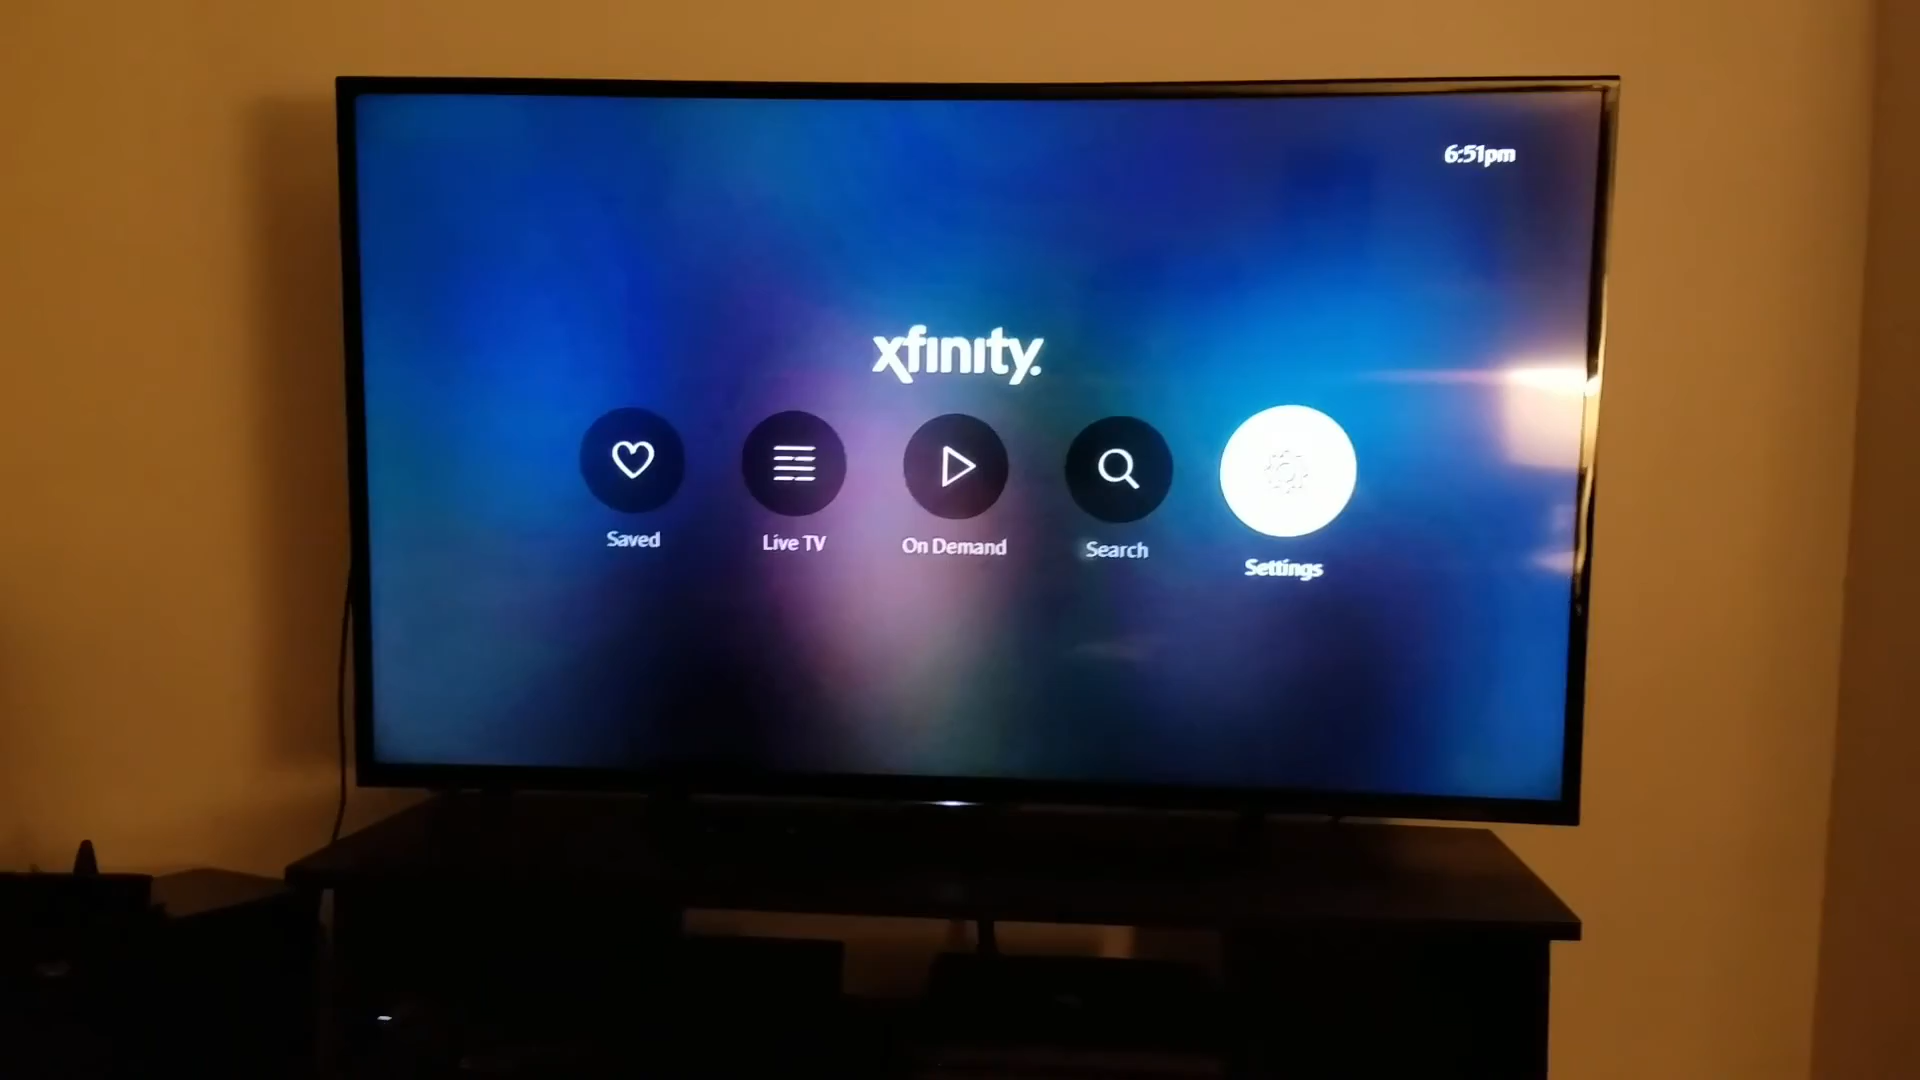 6:51pm
xfinity.
Saved
Live TV
On Demand
Search
Settings